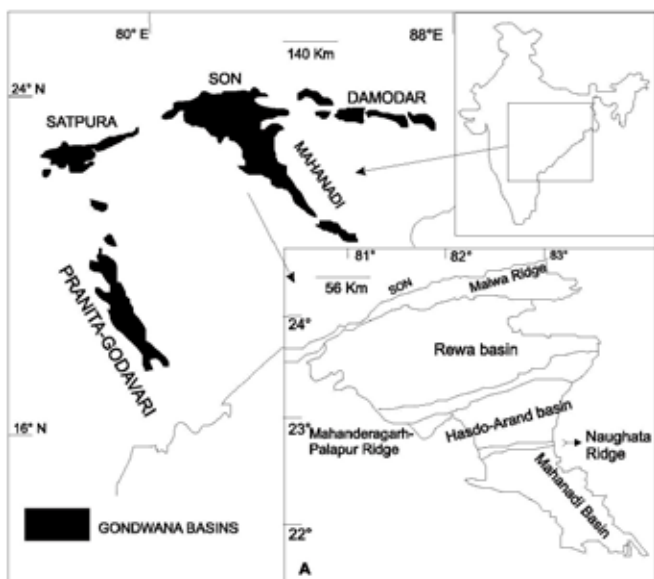 80° E
88° E
SON
140 Km
24° N
DAMODAR
SATPURA
MAHANADI
PRANITA-GODAVARI
16° N
GONDWANA BASINS
81°
82°
83°
56 Km
SON
Malwa Ridge
24°
Rewa basin
Hasdo-Arand basin
23°
Mahanderagarh-
Palapur Ridge
Naughata
Ridge
Mahanadi Basin
22°
A